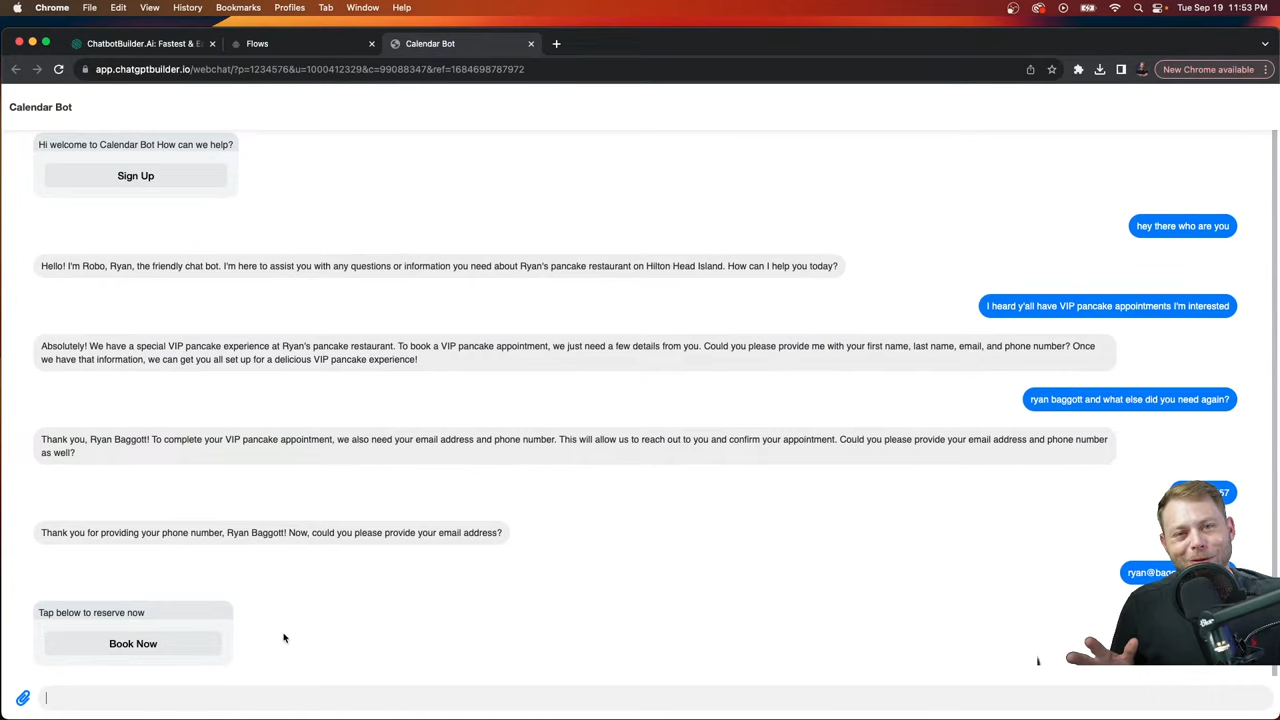 Chrome File Edit View History Bookmarks Profiles Tab Window Help Tue Sep 19 11:53 PM
ChatbotBuilder.Ai: Fastest & E Flows Calendar Bot
app.chatgptbuilder.io/webchat/?p=1234576&u=1000412329&c=99088347&ref=1684698787972 New Chrome available
Calendar Bot
Hi welcome to Calendar Bot How can we help?
Sign Up
hey there who are you
Hello! I'm Robo, Ryan, the friendly chat bot. I'm here to assist you with any questions or information you need about Ryan's pancake restaurant on Hilton Head Island. How can I help you today?
I heard y'all have VIP pancake appointments I'm interested
Absolutely! We have a special VIP pancake experience at Ryan's pancake restaurant. To book a VIP pancake appointment, we just need a few details from you. Could you please provide me with your first name, last name, email, and phone number? Once
we have that information, we can get you all set up for a delicious VIP pancake experience!
ryan baggott and what else did you need again?
Thank you, Ryan Baggott! To complete your VIP pancake appointment, we also need your email address and phone number. This will allow us to reach out to you and confirm your appointment. Could you please provide your email address and phone number
as well?
57
Thank you for providing your phone number, Ryan Baggott! Now, could you please provide your email address?
ryan@bag
Tap below to reserve now
Book Now